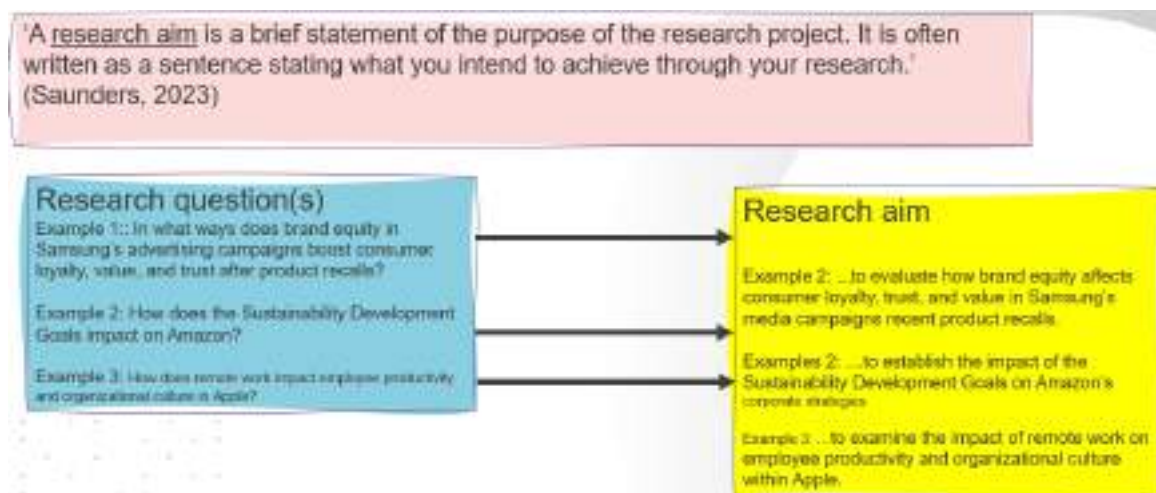 'A research aim is a brief statement of the purpose of the research project. It is often
written as a sentence stating what you intend to achieve through your research.'
(Saunders, 2023)
Research question(s)
Example 1:: In what ways does brand equity in
Samsung's advertising campaigns boost consumer
loyalty, value, and trust after product recalls?
Example 2: How does the Sustainability Development
Goals impact on Amazon?
Example 3: How does remote work impact employee productivity
and organizational culture in Apple?
Research aim
Example 2: ...to evaluate how brand equity affects
consumer loyalty, trust, and value in Samsung's
media campaigns recent product recalls.
Examples 2: ...to establish the impact of the
Sustainability Development Goals on Amazon's
corporate strategies
Example 3: ...to examine the impact of remote work on
employee productivity and organizational culture
within Apple.